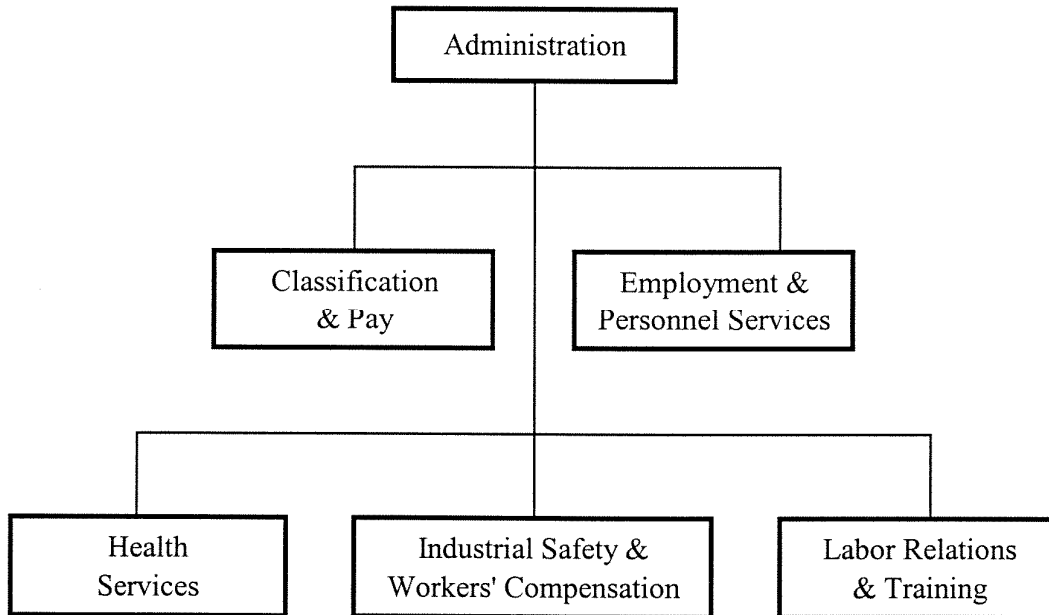 Administration
Classification
& Pay
Employment &
Personnel Services
Health
Services
Industrial Safety &
Workers' Compensation
Labor Relations
& Training